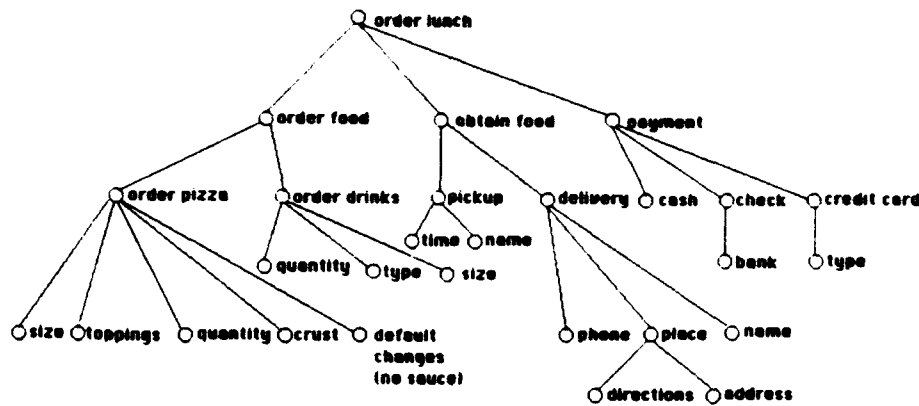 order lunch
order food
obtain food
payment
order pizza
order drinks
pickup
delivery
cash
check
credit card
time
name
quantity
type
size
bank
type
size
toppings
quantity
crust
default
changes
(no sauce)
phone
place
name
directions
address